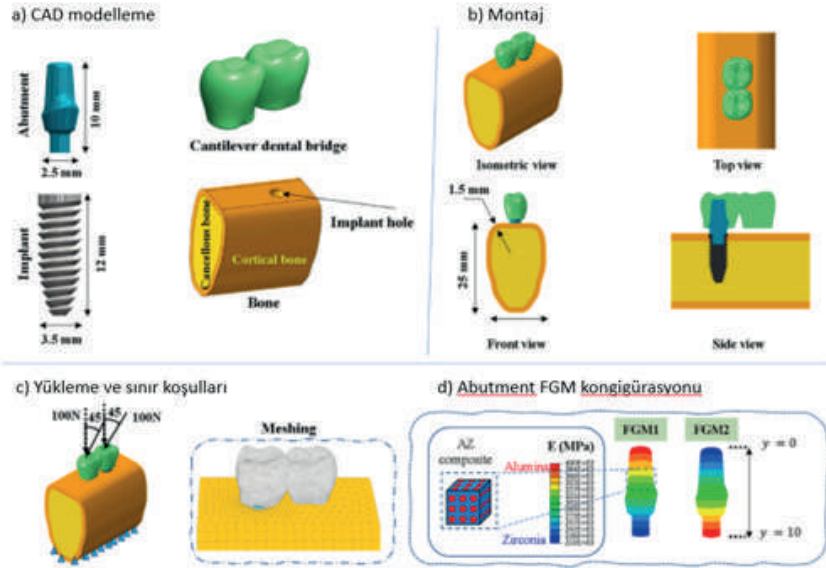 a) CAD modelleme
Abutment
10 mm
2.5 mm
Cantilever dental bridge
Implant
12 mm
3.5 mm
Cancellous bone
Cortical bone
Implant hole
Bone
b) Montaj
Isometric view
Top view
1.5 mm
25 mm
Front view
Side view
c) Yükleme ve sınır koşulları
100N
45
45
100N
Meshing
d) Abutment FGM kongigürasyonu
AZ
composite
E (MPa)
Alumina
Zirconia
FGM1
FGM2
y = 0
y = 10